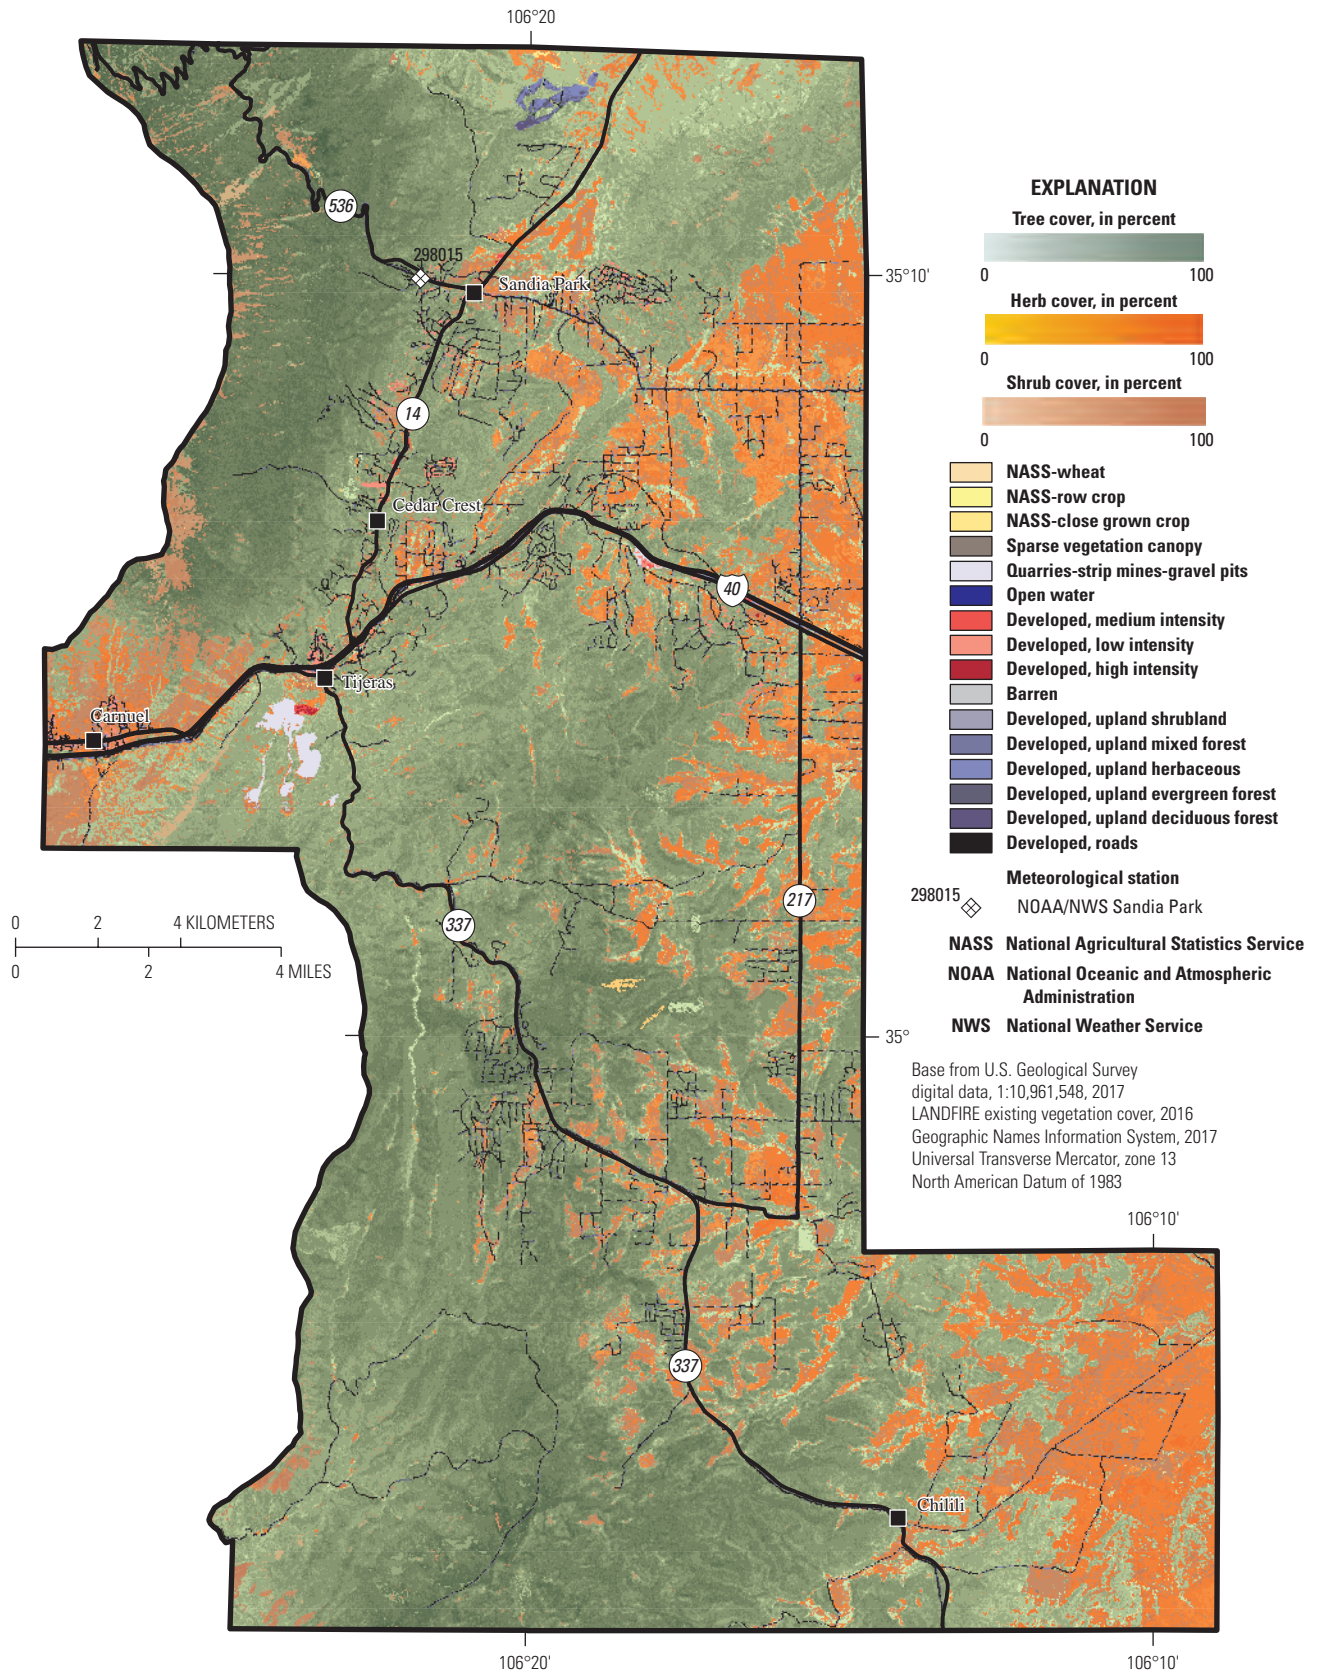 106°20
536
298015
Sandia Park
35°10'
14
Cedar Crest
40
Tijeras
Carnuel
217
337
0 2 4 KILOMETERS
0 2 4 MILES
35°
337
Chilili
106°10'
106°20'
106°10'
EXPLANATION
Tree cover, in percent
0 100
Herb cover, in percent
0 100
Shrub cover, in percent
0 100
NASS-wheat
NASS-row crop
NASS-close grown crop
Sparse vegetation canopy
Quarries-strip mines-gravel pits
Open water
Developed, medium intensity
Developed, low intensity
Developed, high intensity
Barren
Developed, upland shrubland
Developed, upland mixed forest
Developed, upland herbaceous
Developed, upland evergreen forest
Developed, upland deciduous forest
Developed, roads
Meteorological station
298015 NOAA/NWS Sandia Park
NASS National Agricultural Statistics Service
NOAA National Oceanic and Atmospheric
Administration
NWS National Weather Service
Base from U.S. Geological Survey
digital data, 1:10,961,548, 2017
LANDFIRE existing vegetation cover, 2016
Geographic Names Information System, 2017
Universal Transverse Mercator, zone 13
North American Datum of 1983